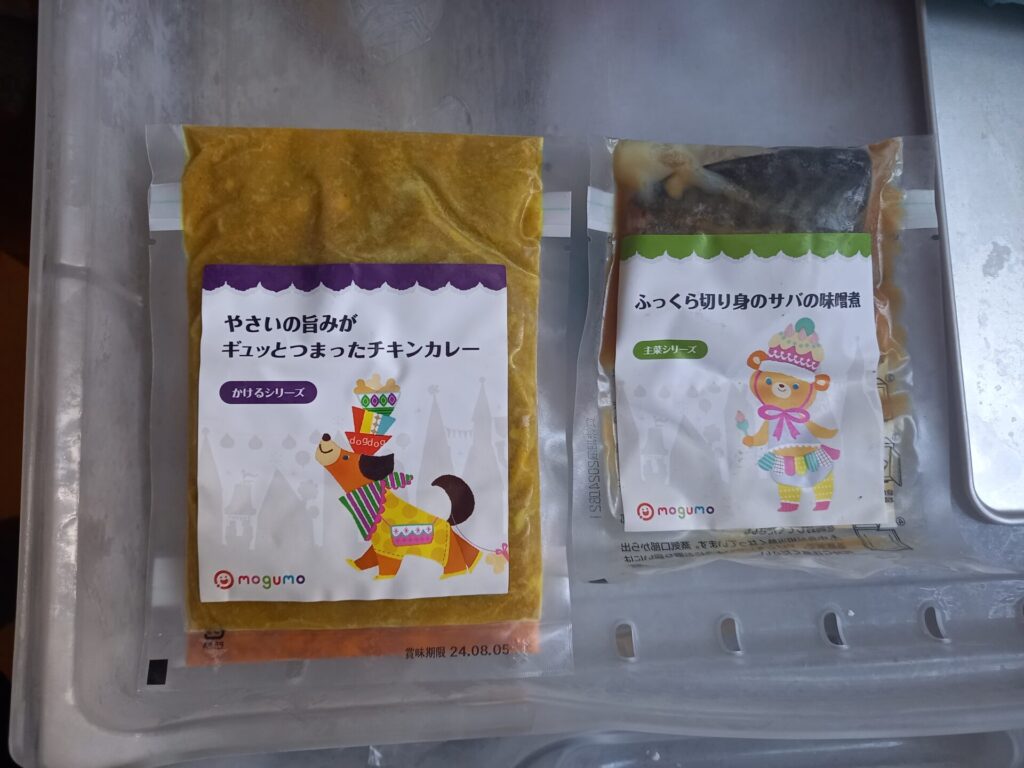 やさいの旨みが
ギュッとつまったチキンカレー
かけるシリーズ
dogdog
mogumo
賞味期限 24.08.05
ふっくら切り身のサバの味噌煮
主菜シリーズ
mogumo